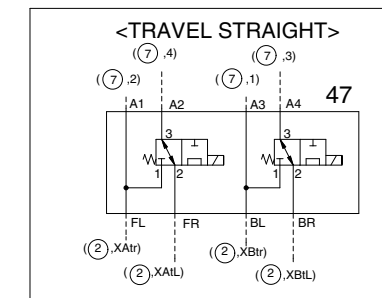 <TRAVEL STRAIGHT>
(7 ,4) (7 ,3)
(7 ,2) (7 ,1)
A1 A2 A3 A4 47
3 3
1 2 1 2
FL FR BL BR
(2 ,XAtr) (2 ,XBtr)
(2 ,XAtL) (2 ,XBtL)